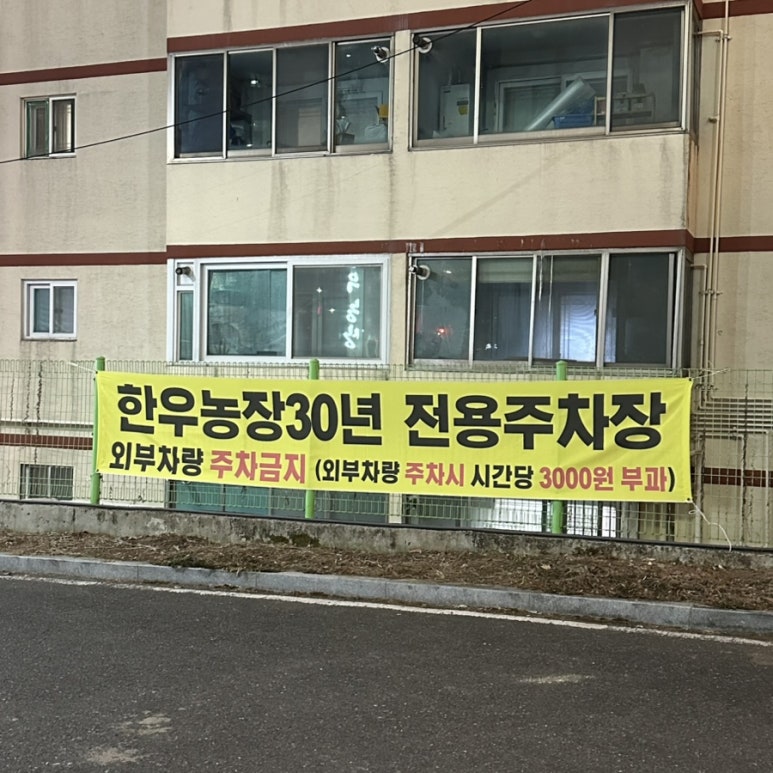 한우농장30년 전용주차장
외부차량 주차금지 (외부차량 주차시 시간당 3000원 부과)